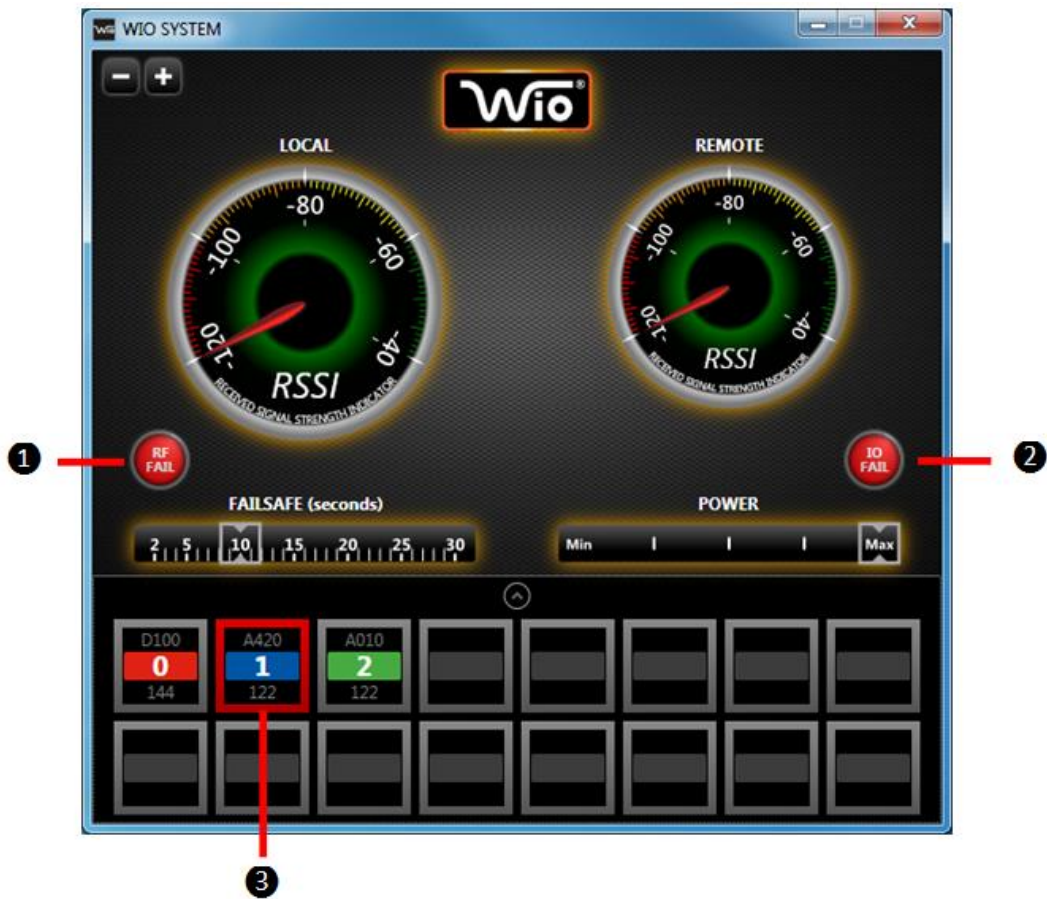 WIO SYSTEM
Wio®
LOCAL
REMOTE
-120 -100 -80 -60 -40
RSSI
RECEIVED SIGNAL STRENGTH INDICATOR
-120 -100 -80 -60 -40
RSSI
RECEIVED SIGNAL STRENGTH INDICATOR
1
RF
FAIL
IO
FAIL
2
FAILSAFE (seconds)
POWER
2 5 10 15 20 25 30
Min Max
D100 A420 A010
0 1 2
144 122 122
3